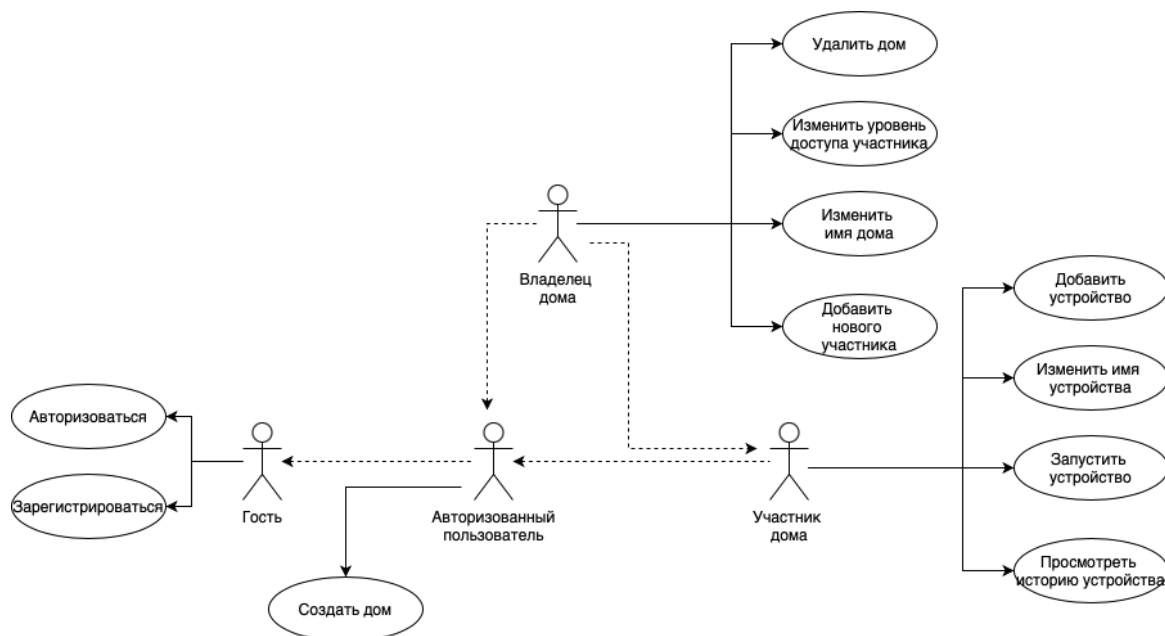 Удалить дом
Изменить уровень
доступа участника
Изменить
имя дома
Владелец
дома
Добавить
устройство
Добавить
нового
участника
Изменить имя
устройства
Авторизоваться
Запустить
устройство
Зарегистрироваться
Гость
Авторизованный
пользователь
Участник
дома
Просмотреть
историю устройства
Создать дом